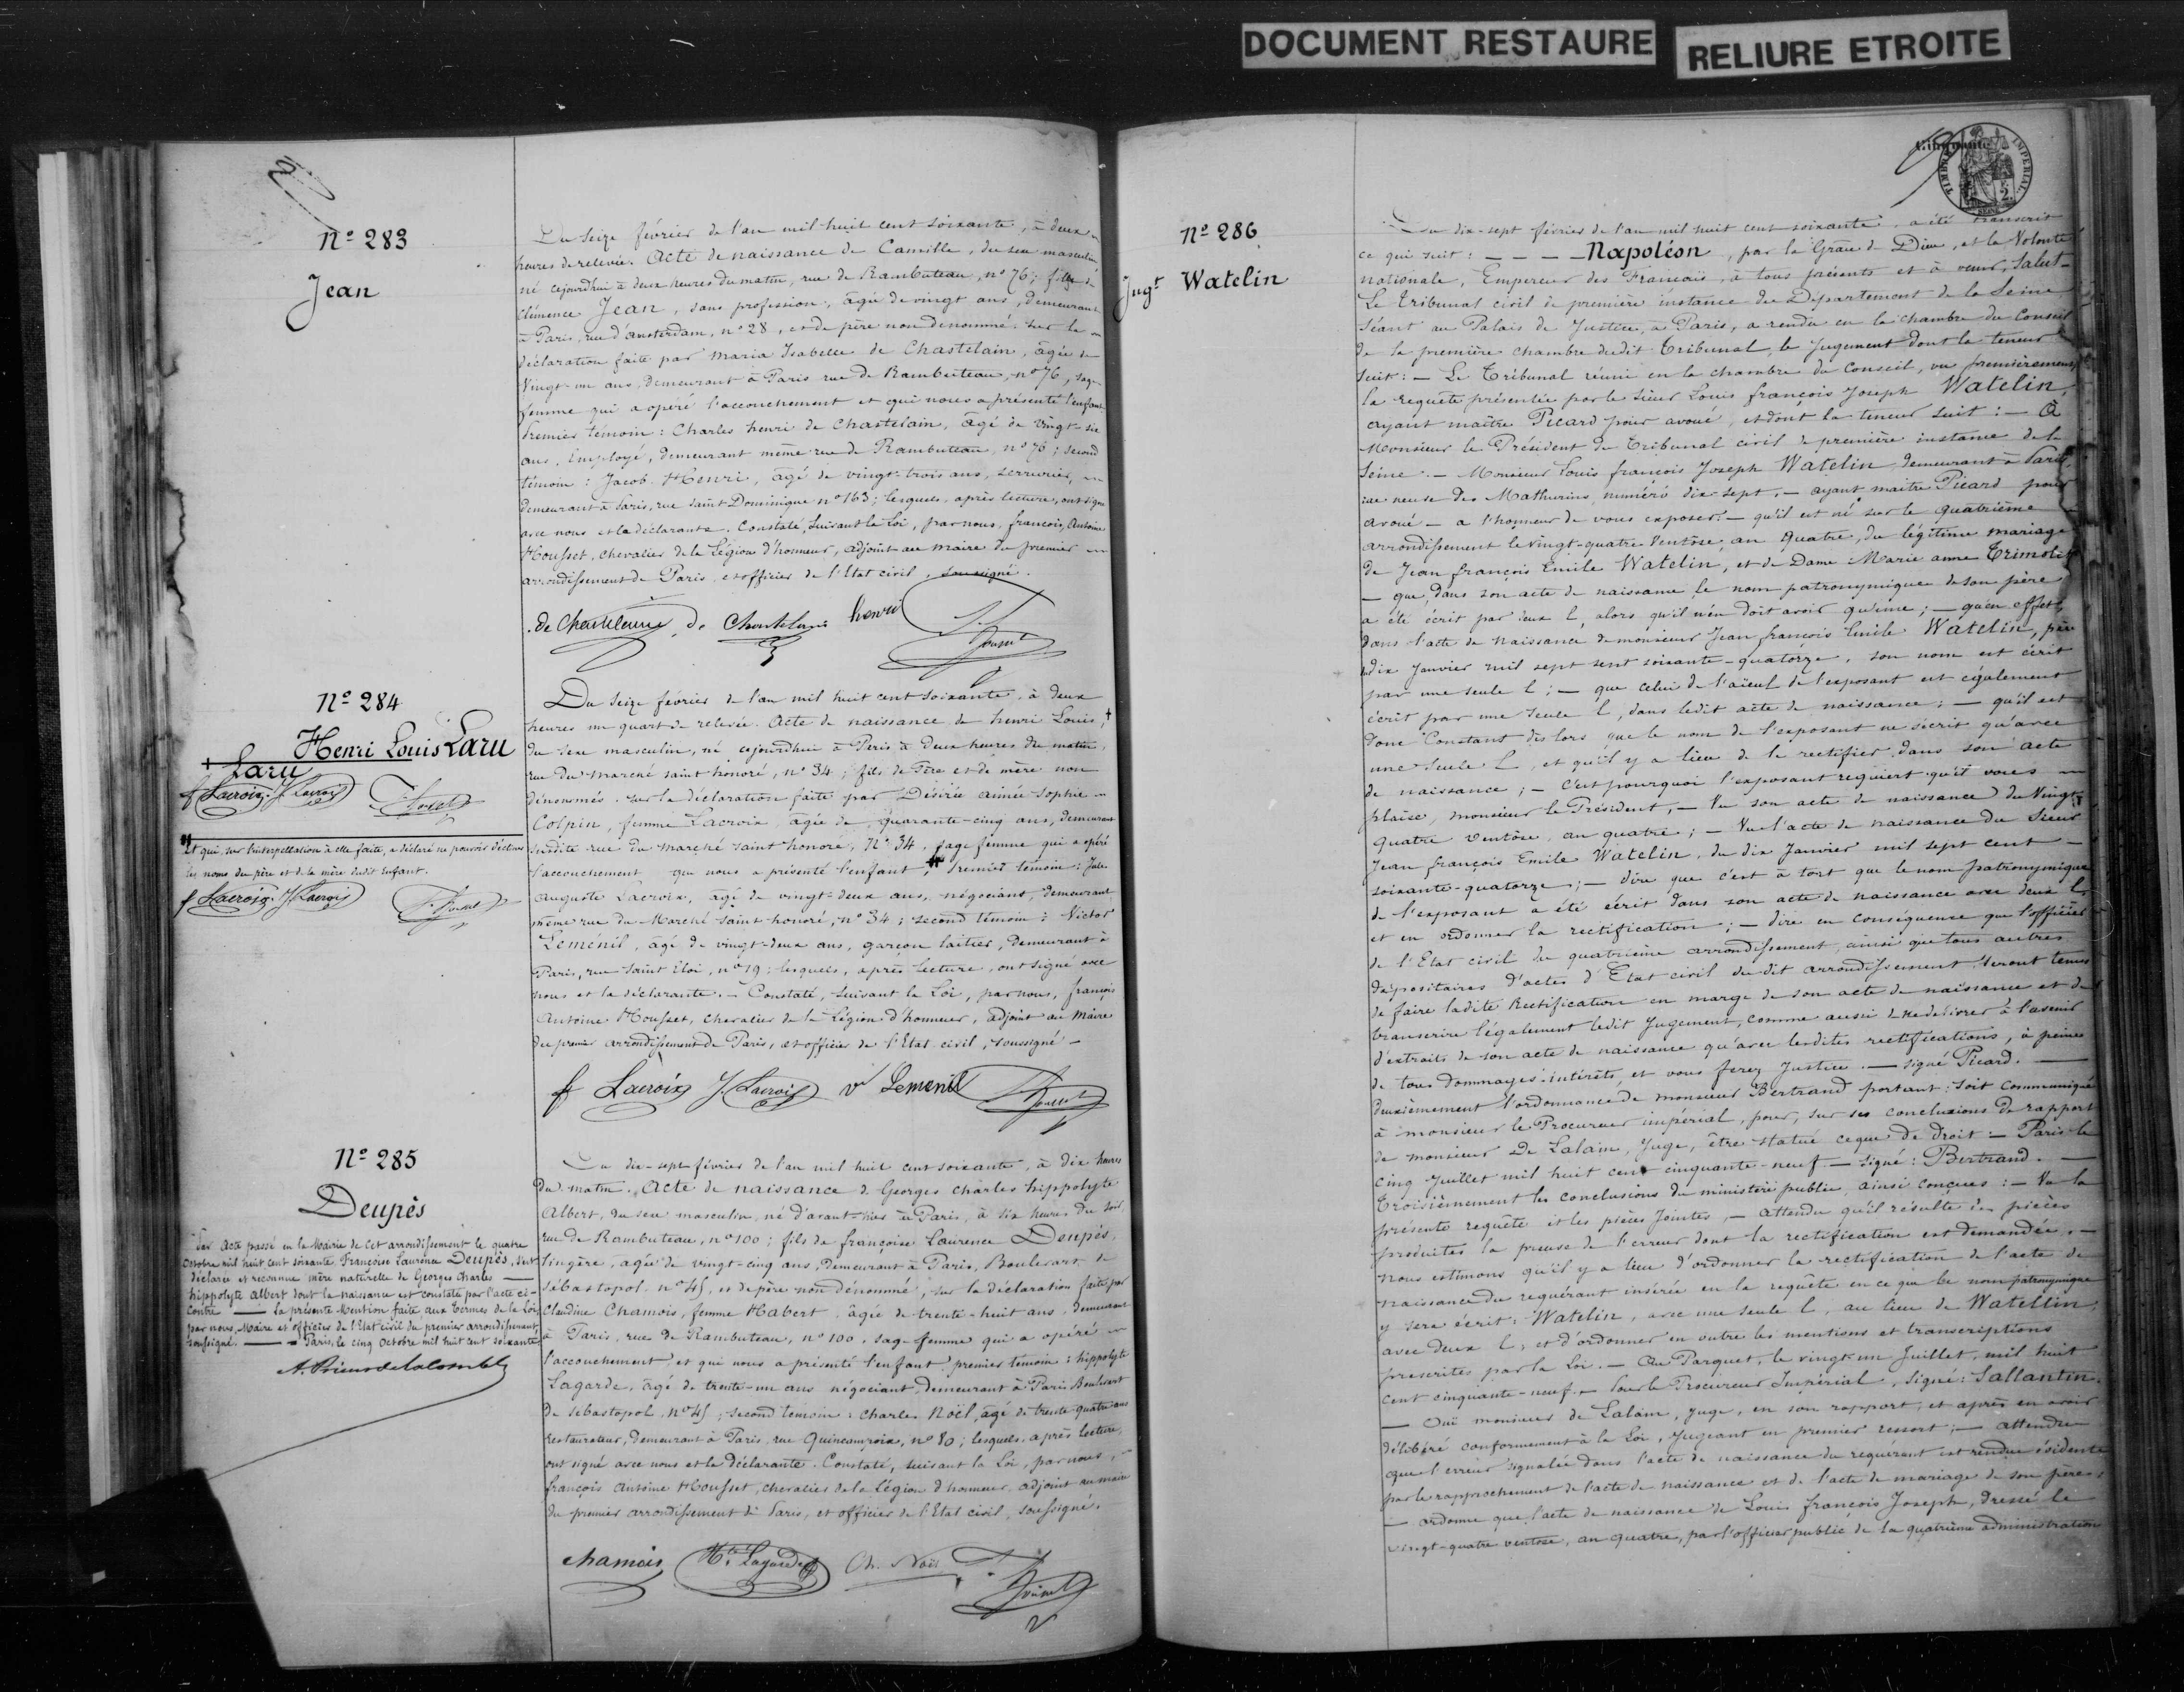 DOCUMENT RESTAURE
RELIURE ETROITE
Nº 283
Jean
Du seize février de l'an mil huit cent soixante, à deux
heures de relevée. Acte de naissance de Camille, du sexe masculin
né cejourdhui à deux heures du matin, rue de Rambuteau, nº 76; fils de
Clémence Jean, sans profession, âgée de vingt ans, demeurant
à Paris, rue d'amsterdam, nº 28, et de père non dénommé. Sur la
déclaration faite par Maria Isabelle de Chastelain, âgée de
vingt-un ans, demeurant à Paris rue de Rambuteau, nº 76, sage
femme qui a opéré l'accouchement et qui nous a présenté l'enfant
Premier témoin: Charles henri de Chastelain, âgé de vingt-six
ans, Employé, demeurant même rue de Rambuteau, nº 76; second
témoin: Jacob Henri, âgé de vingt-trois ans, serrurier,
demeurant à Paris, rue saint Dominique nº 163; lesquels, après lecture, ont signé
avec nous et la déclarante. Constaté, suivant la Loi, par nous, françois, Antoine
Housset, chevalier de la Légion d'honneur, adjoint au maire du premier
arrondissement de Paris, et officier de l'Etat civil, soussigné.
de Chastelain de Chastelain henri
Nº 284
Henri Louis Laru
+ Laru
f Lacroix J Lacroix
Et qui, sur l'interpellation à elle faite, a déclaré ne pouvoir déclarer
les noms du père et de la mère dudit enfant.
f Lacroix J Lacroix
Du seize février de l'an mil huit cent soixante, à deux
heures un quart de relevée. Acte de naissance de henri Louis, +
du sexe masculin, né cejourdhui à Paris à deux heures du matin,
rue du marché saint honoré, nº 34, fils de Père et de mère non
dénommés. Sur la déclaration faite par Désirée aimée Sophie
Colpin, femme Lacroix, âgée de quarante-cinq ans, demeurant
susdite rue du marché saint honoré, Nº 34, sage femme qui a opéré
l'accouchement, qui nous a présenté l'enfant, Premier témoin: Jules
auguste Lacroix, âgé de vingt-deux ans, négociant, demeurant
même rue du Marché saint-honoré, nº 34; second témoin: Victor
Leménil, âgé de vingt-deux ans, garçon laitier, demeurant à
Paris, rue saint Eloi, nº 19; lesquels, après lecture, ont signé avec
nous et la déclarante. - Constaté, suivant la Loi, par nous, françois
Antoine Housset, chevalier de la Légion d'honneur, adjoint au Maire
du premier arrondissement de Paris, et officier de l'Etat civil, soussigné -
f Lacroix J. Lacroix Vr Lemenil
Nº 285
Deupès
Par Acte passé en la Mairie de cet arrondissement le quatre
octobre mil huit cent soixante, Françoise Laurence Deupès, s'est
déclarée et reconnue mère naturelle de Georges Charles
hippolyte albert dont la naissance est constatée par l'acte ci-
contre — la présente Mention faite aux termes de la Loi,
par nous, Maire et officier de l'Etat civil du premier arrondissement,
soussigné. — Paris, le cinq octobre mil huit cent soixante
Du dix-sept février de l'an mil huit cent soixante, à dix heures
du matin. Acte de naissance de Georges charles hippolyte
Albert, du sexe masculin, né d'avant-hier à Paris, à six heures du soir,
rue de Rambuteau, nº 100; fils de françoise Laurence Deupès,
lingère, âgée de vingt-cinq ans, demeurant à Paris, Boulevart de
sébastopol nº 45, et de père non dénommé, sur la déclaration faite par
Claudine Chamois, femme Habert, âgée de trente-huit ans, demeurant
à Paris, rue de Rambuteau, nº 100, sage-femme qui a opéré
l'accouchement, et qui nous a présenté l'enfant, premier témoin: hippolyte
Lagarde, âgé de trente-un ans négociant, demeurant à Paris Boulevart
de sébastopol, nº 45; second témoin: charles Noël, âgé de trente-quatre ans
restaurateur, demeurant à Paris, rue Quincampoix, nº 80; lesquels, après lecture,
ont signé avec nous et la déclarante. Constaté, suivant la Loi, par nous,
françois antoine Housset, chevalier de la Légion d'honneur, adjoint au maire
du premier arrondissement de Paris, et officier de l'Etat civil, soussigné.
chamois Hte Lagarde Ch. Noël
Cinquante
TIMBRE IMPERIAL
2
SEINE
Nº 286
Jugt Watelin
Du dix-sept février de l'an mil huit cent soixante, a été transcrit
ce qui suit: - - - - Napoléon, par la Grâce de Dieu, et la Volonté
nationale, Empereur des Français, à tous présents et à venir, Salut -
Le Tribunal civil de première instance du Département de la Seine,
séant au Palais de Justice, à Paris, a rendu en la chambre du Conseil
de la première chambre dudit Tribunal, le Jugement dont la teneur
suit: - Le Tribunal réuni en la chambre du Conseil, vu premièrement
la requête présentée par le sieur Louis françois Joseph Watelin,
ayant maître Picard pour avoué, et dont la teneur suit: - A
Monsieur le Président du Tribunal civil de première instance de la
Seine. - Monsieur Louis françois Joseph Watelin demeurant à Paris,
rue neuve des Mathurins numéro dix sept, - ayant maître Picard pour
avoué - a l'honneur de vous exposer: - qu'il est né sur le quatrième
arrondissement le vingt-quatre Ventôse, an Quatre, du légitime mariage
de Jean françois Emile Watelin, et de Dame Marie anne
- que, dans son acte de naissance le nom patronymique de son père
a été écrit par deux l, alors qu'il n'en doit avoir qu'une; - qu'en effet,
dans l'acte de naissance de monsieur Jean françois Emile Watelin, père
du dix Janvier mil sept sent soixante-quatorze, son nom est écrit
par une seule l; - que celui de l'aïeul de l'exposant est également
écrit par une seule l, dans ledit acte de naissance; - qu'il est
donc Constant dès lors que le nom de l'exposant ne s'écrit qu'avec
une seule l, et qu'il y a lieu de le rectifier dans son acte
de naissance; - c'est pourquoi l'exposant requiert qu'il vous
plaise, monsieur le Président, - Vu son acte de naissance du Vingt
quatre ventôse, an quatre; - Vu l'acte de naissance du Sieur
Jean françois Emile Watelin, du dix Janvier mil sept cent -
soixante-quatorze; - dire que c'est à tort que le nom patronymique
de l'exposant a été écrit dans son acte de naissance avec deux l,
et en ordonner la rectification; - dire en conséquence que l'officier
de l'Etat civil du quatrième arrondissement, ainsi que tous autres
dépositaires d'actes d'Etat civil du dit arrondissement seront tenus
de faire ladite Rectification en marge de son acte de naissance et de
transcrire légalement ledit Jugement, comme aussi de ne délivrer à l'avenir
d'extraits de son acte de naissance qu'avec lesdites rectifications, à peines
de tous dommages-intérêts, et vous ferez Justice. - signé Picard. -
deuxièmement l'ordonnance de monsieur Bertrand portant: soit communiqué
à monsieur le Procureur impérial, pour, sur ses conclusions de rapport
de monsieur De Lalain, Juge, être statué ce que de droit - Paris le
cinq Juillet mil huit cent cinquante-neuf - signé: Bertrand. -
Troisièmement les conclusions du ministère public, ainsi conçues: - Vu la
présente requête et les pièces Jointes, - attendu qu'il résulte des pièces
produites la preuve de l'erreur dont la rectification est demandée, -
nous estimons qu'il y a lieu d'ordonner la rectification de l'acte de
naissance du requérant inséré en la requête en ce que le nom patronymique
y sera écrit: Watelin, avec une seule l, au lieu de Watellin,
avec deux l; et d'ordonner en outre les mentions et transcriptions
prescrites par la Loi. - Au Parquet, le vingt-un Juillet, mil huit
cent cinquante-neuf. - Pour le Procureur Impérial, Signé: Sallantin.
- Ouï monsieur de Lalain, Juge, en son rapport, et après en avoir
délibéré conformément à la Loi, Jugeant en premier ressort; - attendu
que l'erreur signalée dans l'acte de naissance du requérant est rendue évidente
par le rapprochement de l'acte de naissance et de l'acte de mariage de son père;
- ordonne que l'acte de naissance de Louis françois Joseph, dressé le
vingt-quatre ventôse, an quatre, par l'officier public de la quatrième administration